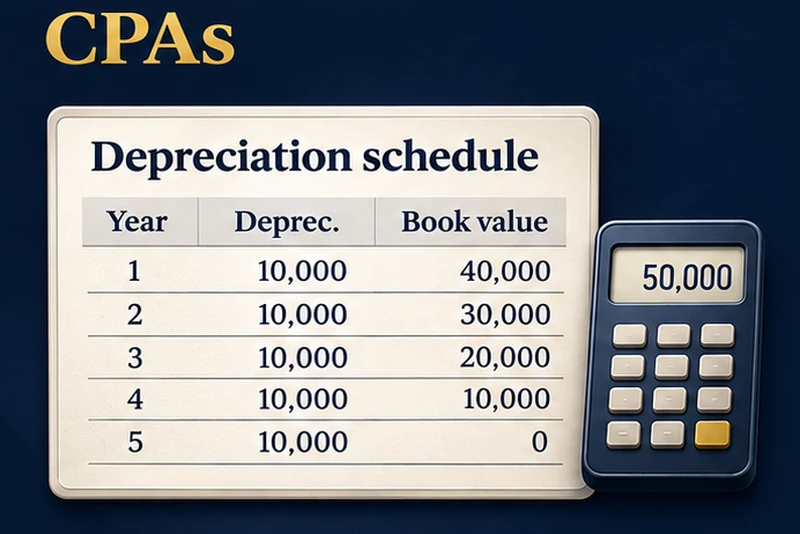 CPAs
Depreciation schedule
Year Deprec. Book value
1 10,000 40,000
2 10,000 30,000
3 10,000 20,000
4 10,000 10,000
5 10,000 0
50,000